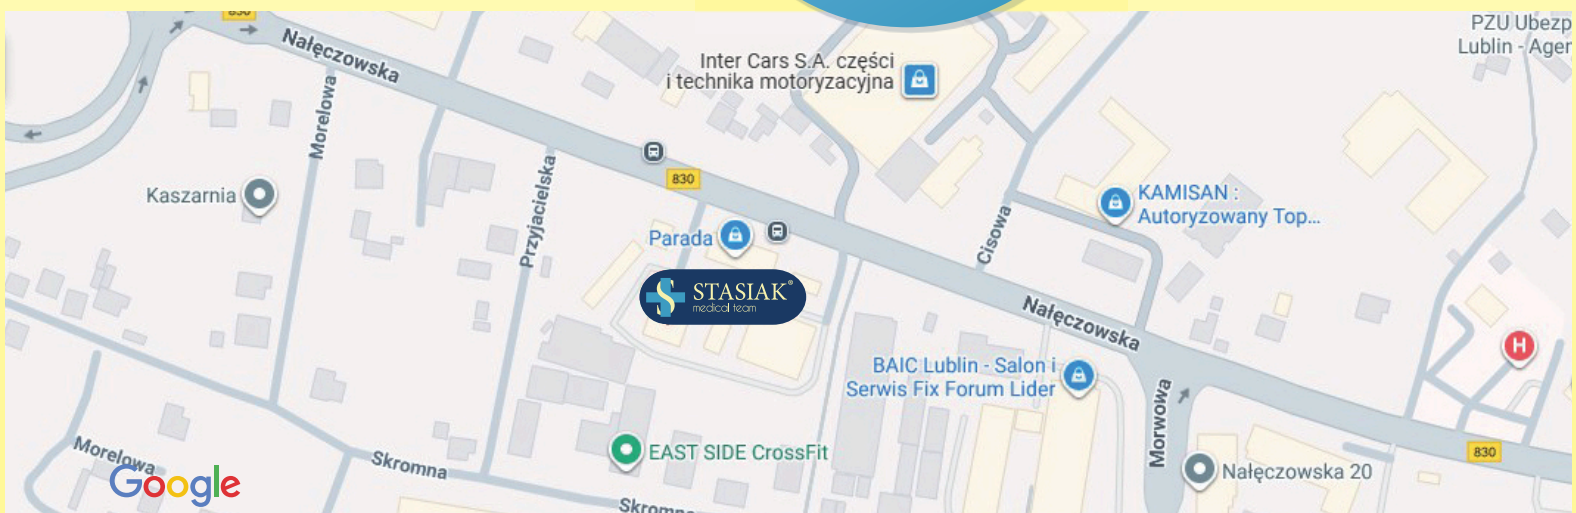 830
Nałęczowska
Inter Cars S.A. części
i technika motoryzacyjna
PZU Ubezp
Lublin - Agen
Morelowa
Kaszarnia
Przyjacielska
830
Parada
KAMISAN :
Autoryzowany Top...
Cisowa
STASIAK®
medical team
Nałęczowska
H
BAIC Lublin - Salon i
Serwis Fix Forum Lider
Morwowa
Morelowa
Skromna
EAST SIDE CrossFit
830
Nałęczowska 20
Google
Skromna